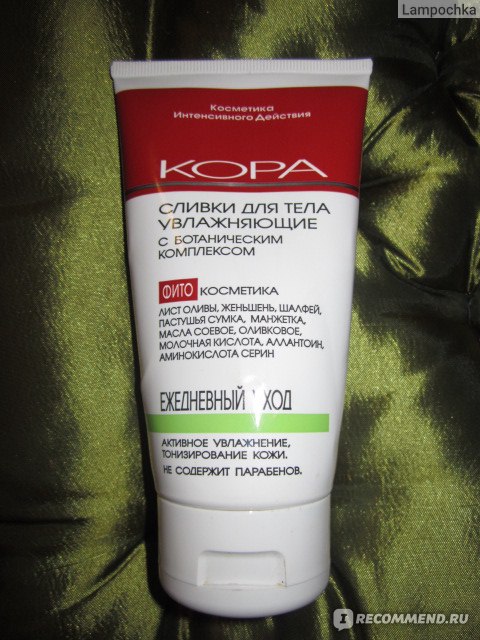 Lampochka
Косметика
Интенсивного Действия
КОРА
СЛИВКИ ДЛЯ ТЕЛА
УВЛАЖНЯЮЩИЕ
С БОТАНИЧЕСКИМ
КОМПЛЕКСОМ
ФИТО КОСМЕТИКА
ЛИСТ ОЛИВЫ, ЖЕНЬШЕНЬ, ШАЛФЕЙ,
ПАСТУШЬЯ СУМКА, МАНЖЕТКА,
МАСЛА СОЕВОЕ, ОЛИВКОВОЕ,
МОЛОЧНАЯ КИСЛОТА, АЛЛАНТОИН,
АМИНОКИСЛОТА СЕРИН
ЕЖЕДНЕВНЫЙ УХОД
АКТИВНОЕ УВЛАЖНЕНИЕ,
ТОНИЗИРОВАНИЕ КОЖИ.
НЕ СОДЕРЖИТ ПАРАБЕНОВ.
IRECOMMEND.RU